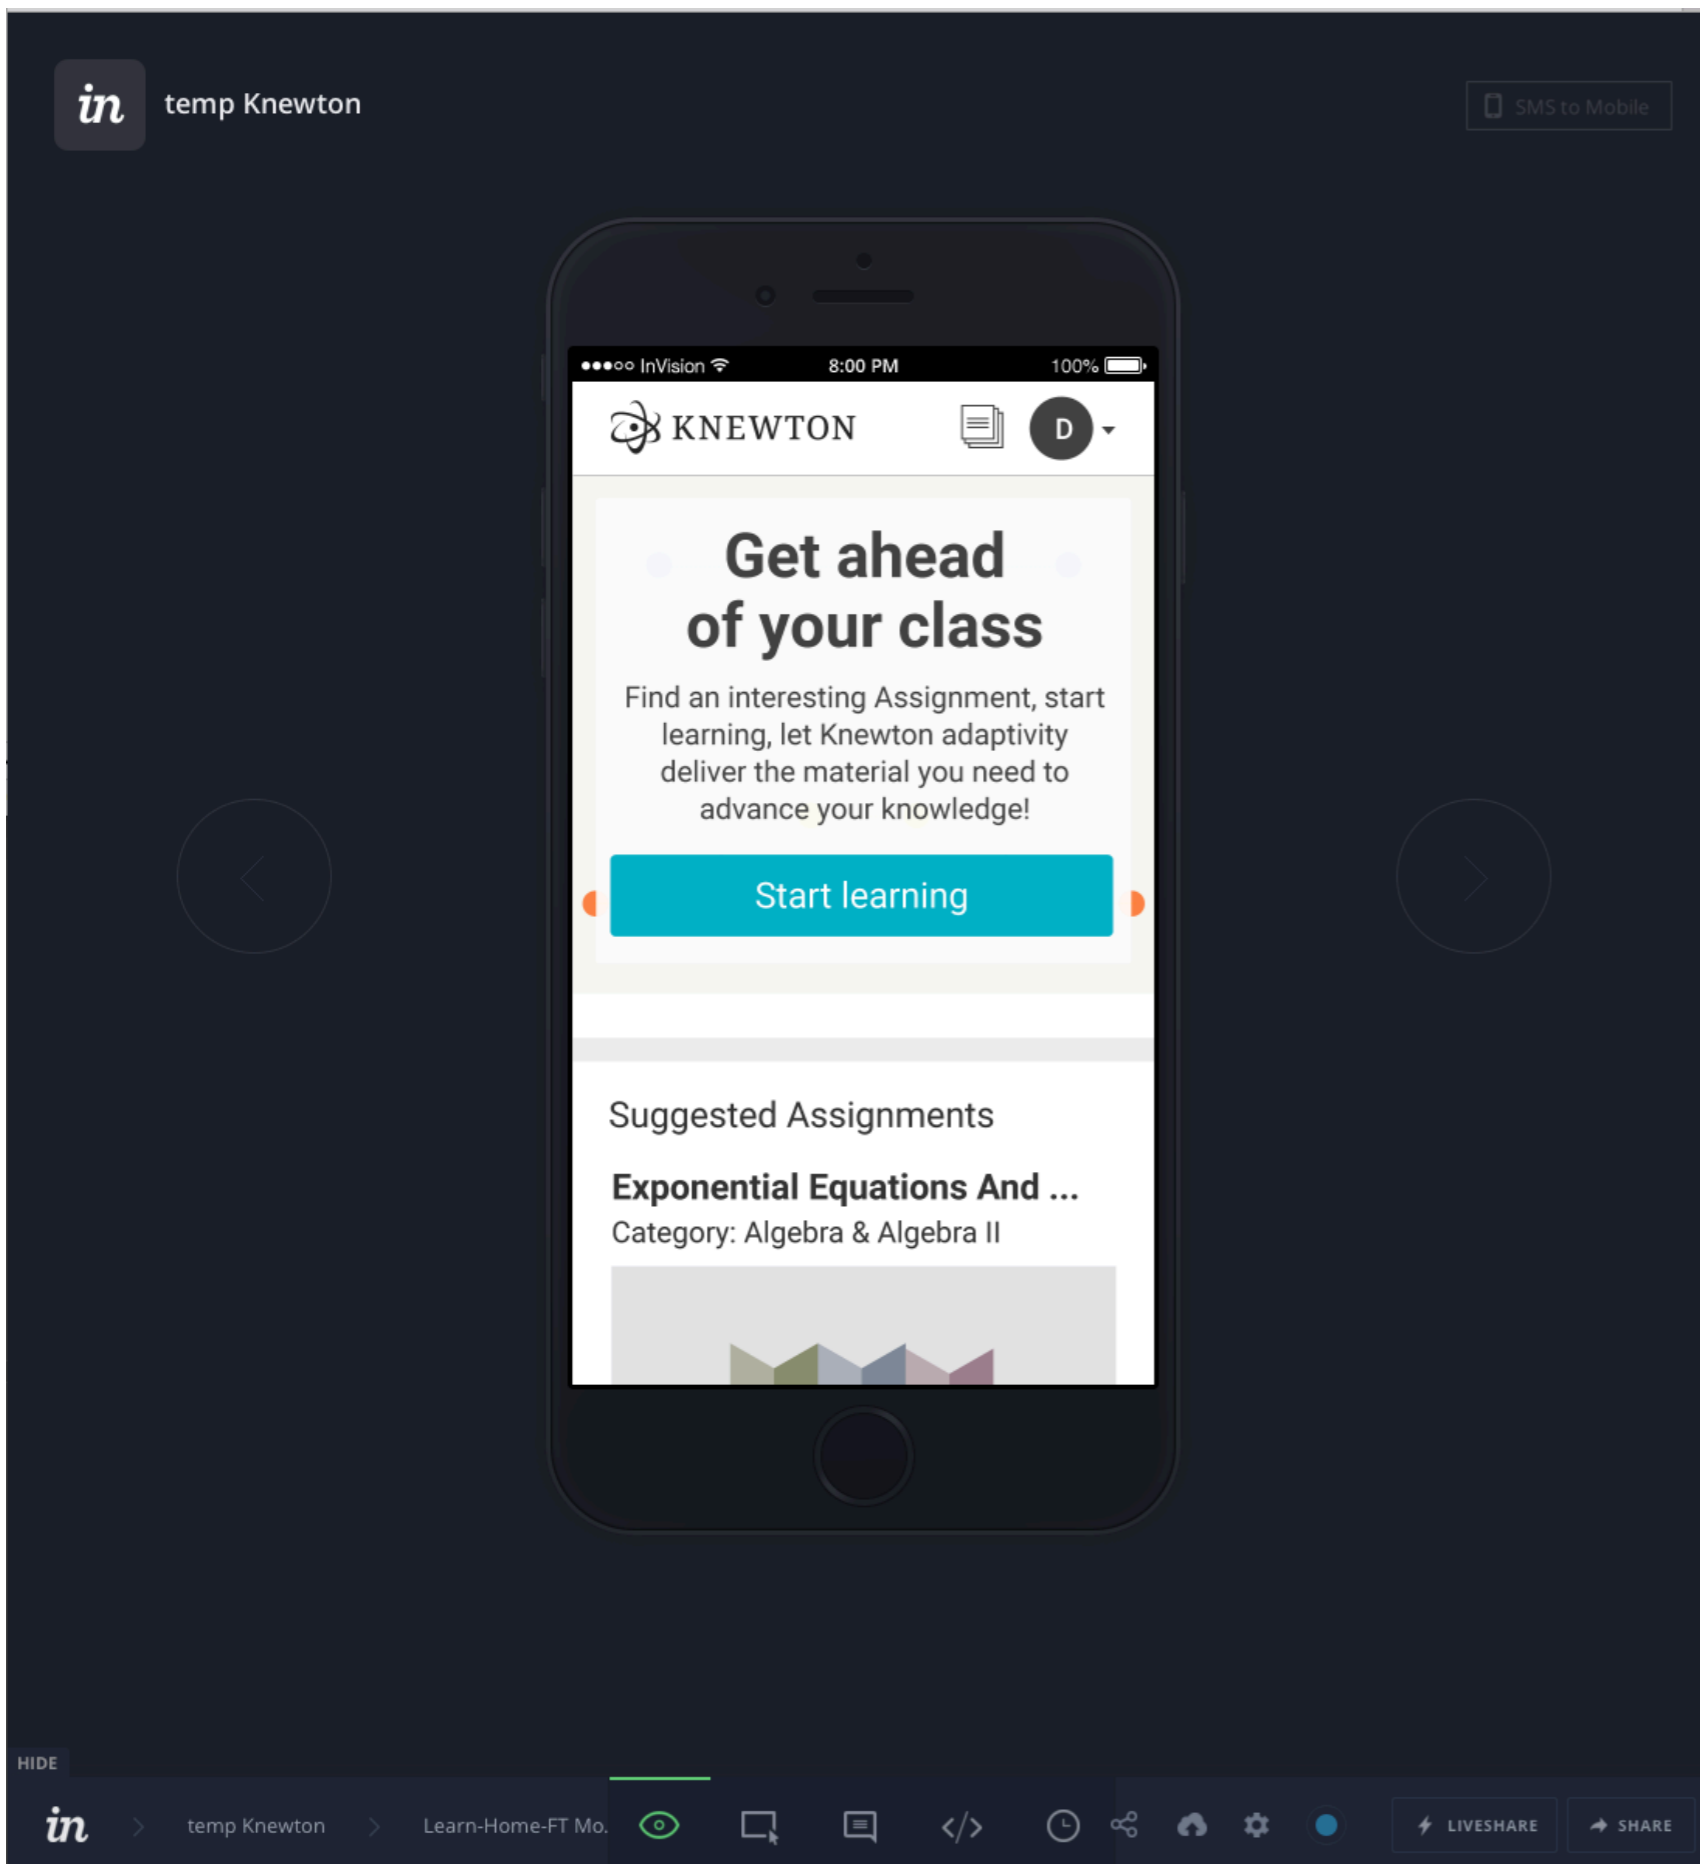 in temp Knewton
SMS to Mobile
InVision 8:00 PM 100%
KNEWTON D
Get ahead
of your class
Find an interesting Assignment, start
learning, let Knewton adaptivity
deliver the material you need to
advance your knowledge!
Start learning
Suggested Assignments
Exponential Equations And ...
Category: Algebra & Algebra II
HIDE
in temp Knewton Learn-Home-FT Mo. </> LIVESHARE SHARE